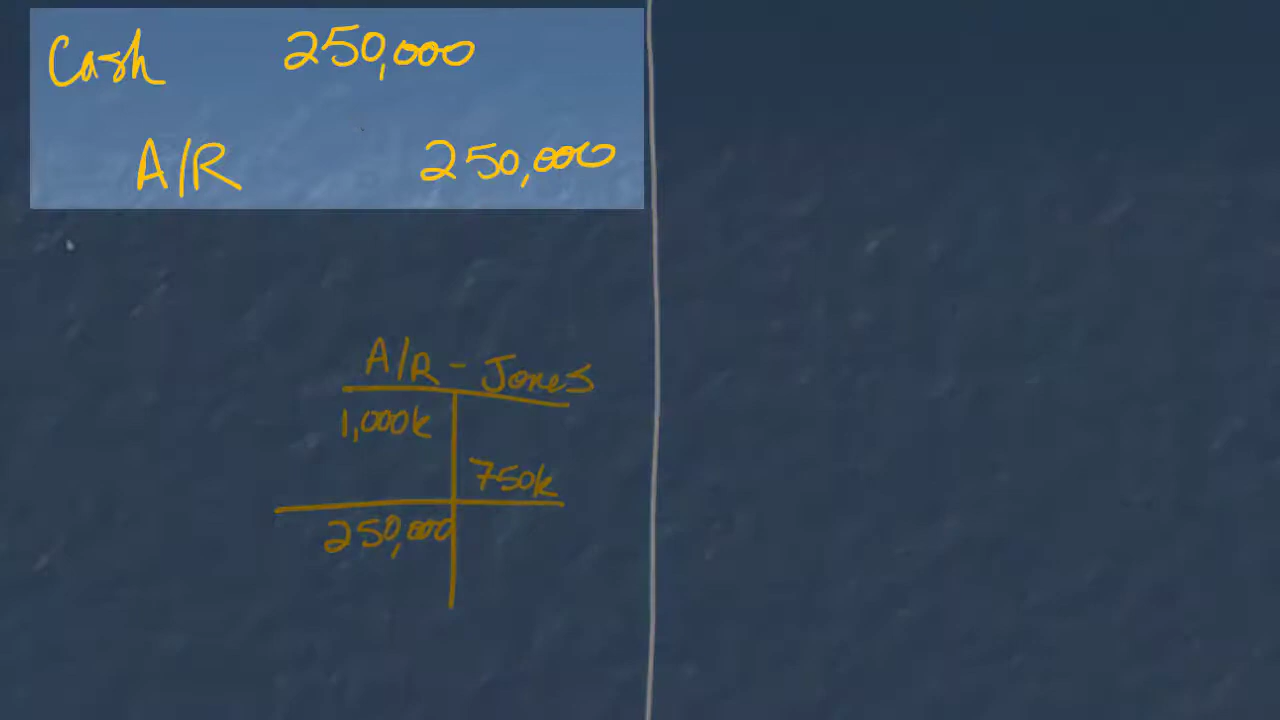 Cash 250,000
A/R 250,000
A/R - Jones
1,000k
750k
250,000